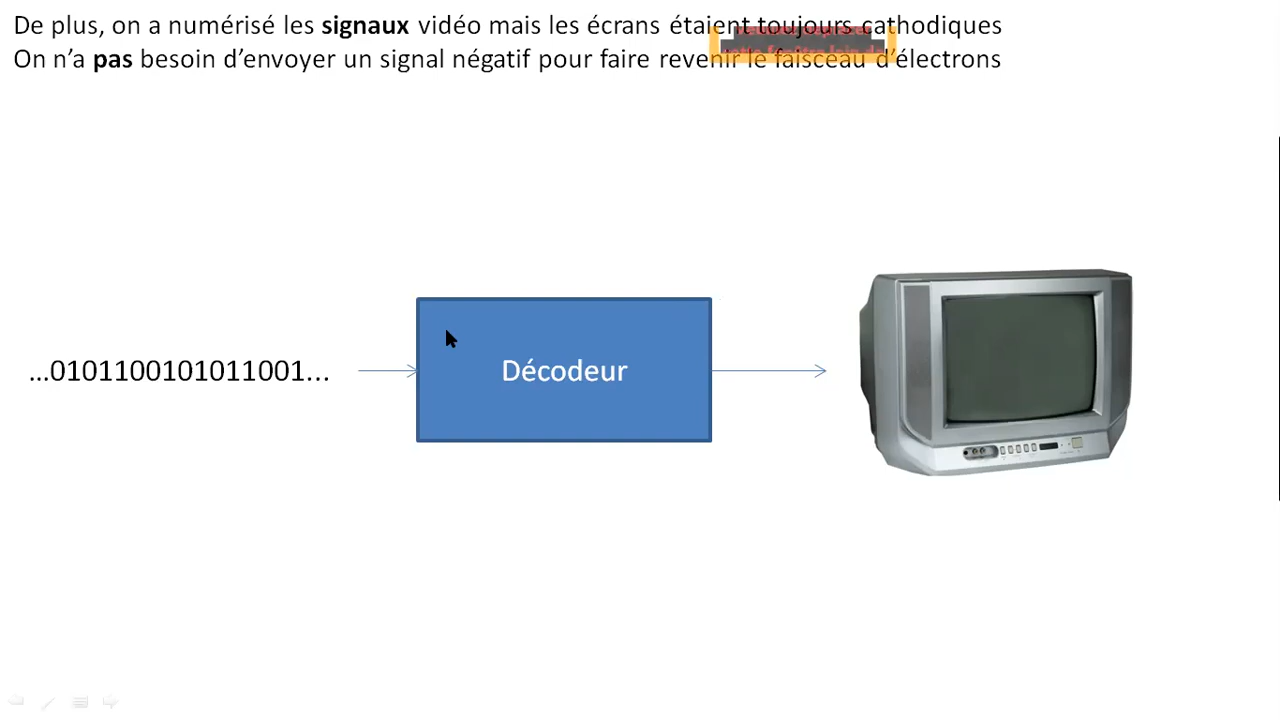 De plus, on a numérisé les signaux vidéo mais les écrans étaient toujours cathodiques
On n’a pas besoin d’envoyer un signal négatif pour faire revenir le faisceau d’électrons
...0101100101011001...
Décodeur